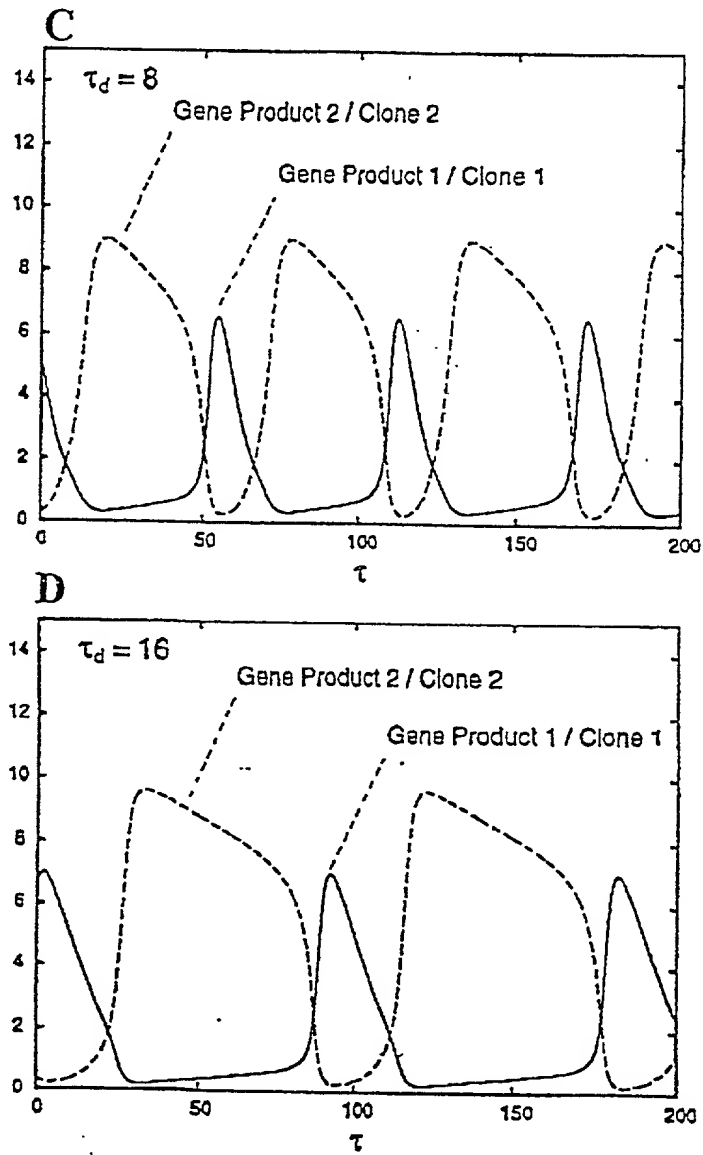 C
τd = 8
Gene Product 2 / Clone 2
Gene Product 1 / Clone 1
14
12
10
8
6
4
2
0
0 50 100 150 200
τ
D
τd = 16
Gene Product 2 / Clone 2
Gene Product 1 / Clone 1
14
12
10
8
6
4
2
0
0 50 100 150 200
τ